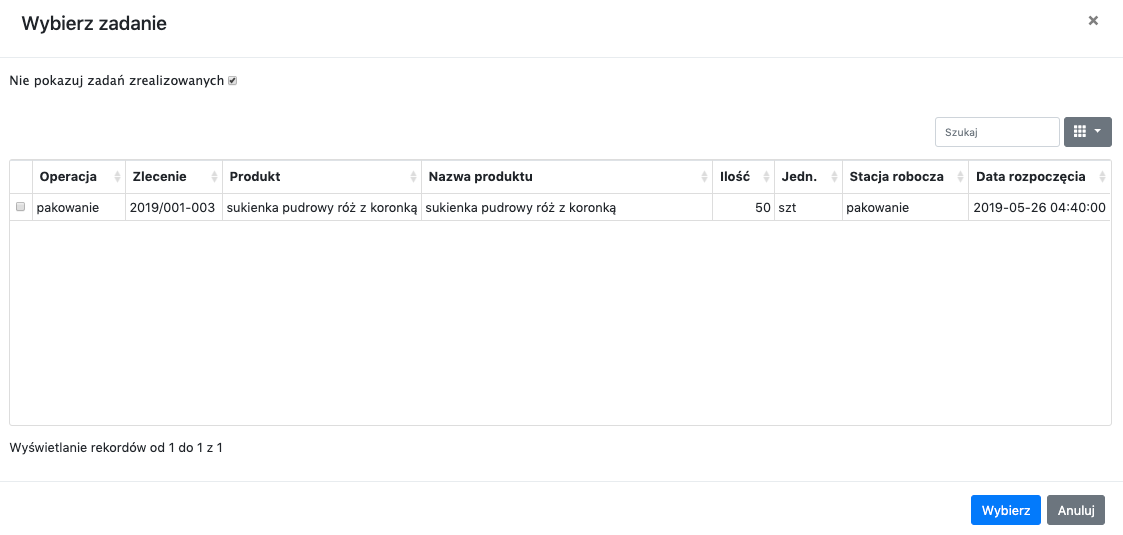 Wybierz zadanie ×
Nie pokazuj zadań zrealizowanych
Szukaj
Operacja Zlecenie Produkt Nazwa produktu Ilość Jedn. Stacja robocza Data rozpoczęcia
pakowanie 2019/001-003 sukienka pudrowy róż z koronką sukienka pudrowy róż z koronką 50 szt pakowanie 2019-05-26 04:40:00
Wyświetlanie rekordów od 1 do 1 z 1
Wybierz Anuluj